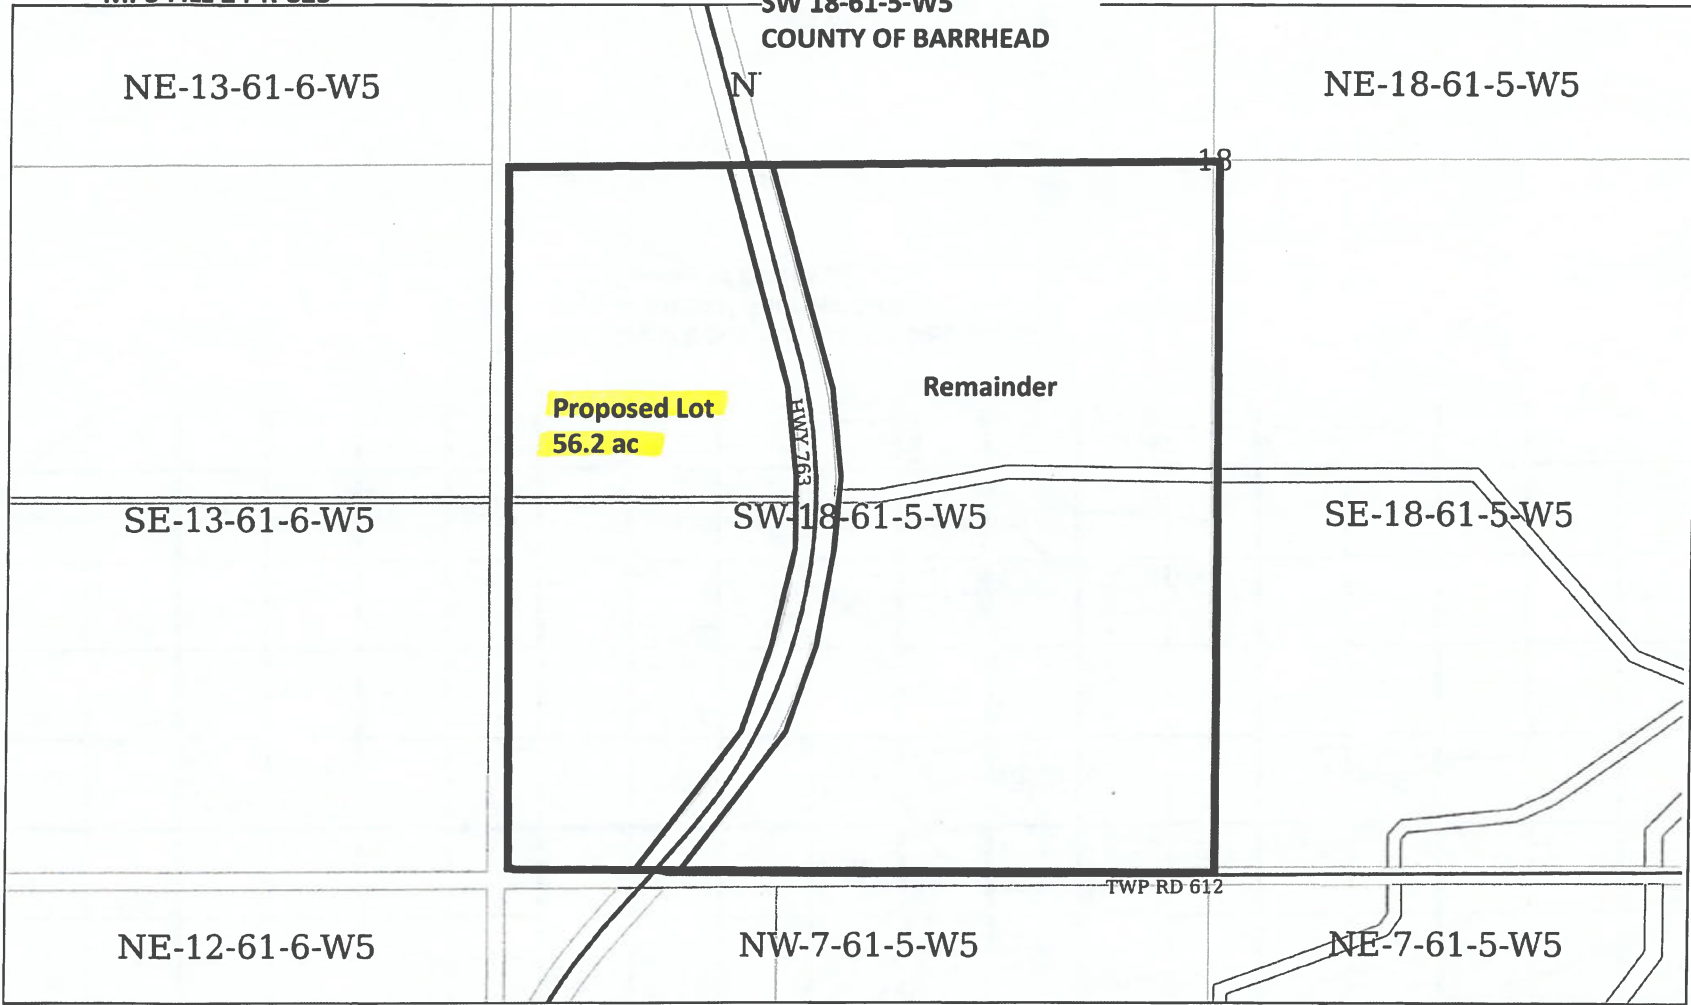 SW 18-61-5-W5
COUNTY OF BARRHEAD
NE-13-61-6-W5
N
NE-18-61-5-W5
18
Remainder
Proposed Lot
56.2 ac
HWY 763
SE-13-61-6-W5
SW-18-61-5-W5
SE-18-61-5-W5
TWP RD 612
NE-12-61-6-W5
NW-7-61-5-W5
NE-7-61-5-W5